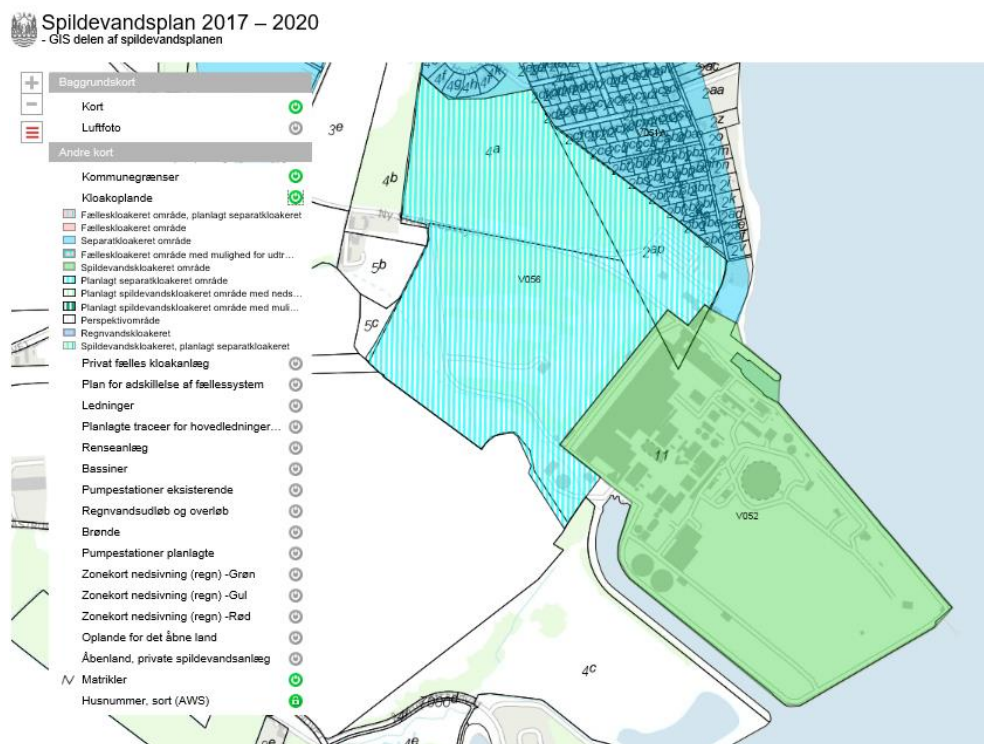 Spildevandsplan 2017 – 2020
- GIS delen af spildevandsplanen
Baggrundskort
Kort
Luftfoto
Andre kort
Kommunegrænser
Kloakoplande
Fælleskloakeret område, planlagt separatkloakeret
Fælleskloakeret område
Separatkloakeret område
Fælleskloakeret område med mulighed for udtr...
Spildevandskloakeret område
Planlagt separatkloakeret område
Planlagt spildevandskloakeret område med neds...
Planlagt spildevandskloakeret område med muli...
Perspektivområde
Regnvandskloakeret
Spildevandskloakeret, planlagt separatkloakeret
Privat fælles kloakanlæg
Plan for adskillelse af fællessystem
Ledninger
Planlagte traceer for hovedledninger...
Renseanlæg
Bassiner
Pumpestationer eksisterende
Regnvandsudløb og overløb
Brønde
Pumpestationer planlagte
Zonekort nedsivning (regn) -Grøn
Zonekort nedsivning (regn) -Gul
Zonekort nedsivning (regn) -Rød
Oplande for det åbne land
Åbenland, private spildevandsanlæg
Matrikler
Husnummer, sort (AWS)
3e
4a
4b
2aa
2ap
5b
V056
5c
11
V052
4c
4e